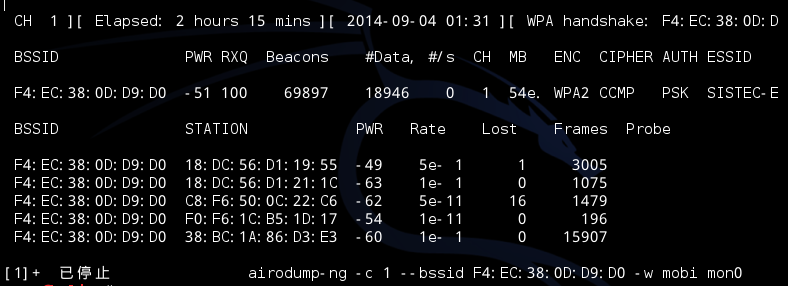 CH 1 ][ Elapsed: 2 hours 15 mins ][ 2014-09-04 01:31 ][ WPA handshake: F4:EC:38:0D:D
BSSID PWR RXQ Beacons #Data, #/s CH MB ENC CIPHER AUTH ESSID
F4:EC:38:0D:D9:D0 -51 100 69897 18946 0 1 54e. WPA2 CCMP PSK SISTEC-E
BSSID STATION PWR Rate Lost Frames Probe
F4:EC:38:0D:D9:D0 18:DC:56:D1:19:55 -49 5e- 1 1 3005
F4:EC:38:0D:D9:D0 18:DC:56:D1:21:1C -63 1e- 1 0 1075
F4:EC:38:0D:D9:D0 C8:F6:50:0C:22:C6 -62 5e-11 16 1479
F4:EC:38:0D:D9:D0 F0:F6:1C:B5:1D:17 -54 1e-11 0 196
F4:EC:38:0D:D9:D0 38:BC:1A:86:D3:E3 -60 1e- 1 0 15907
[1]+ 已停止 airodump-ng -c 1 --bssid F4:EC:38:0D:D9:D0 -w mobi mon0